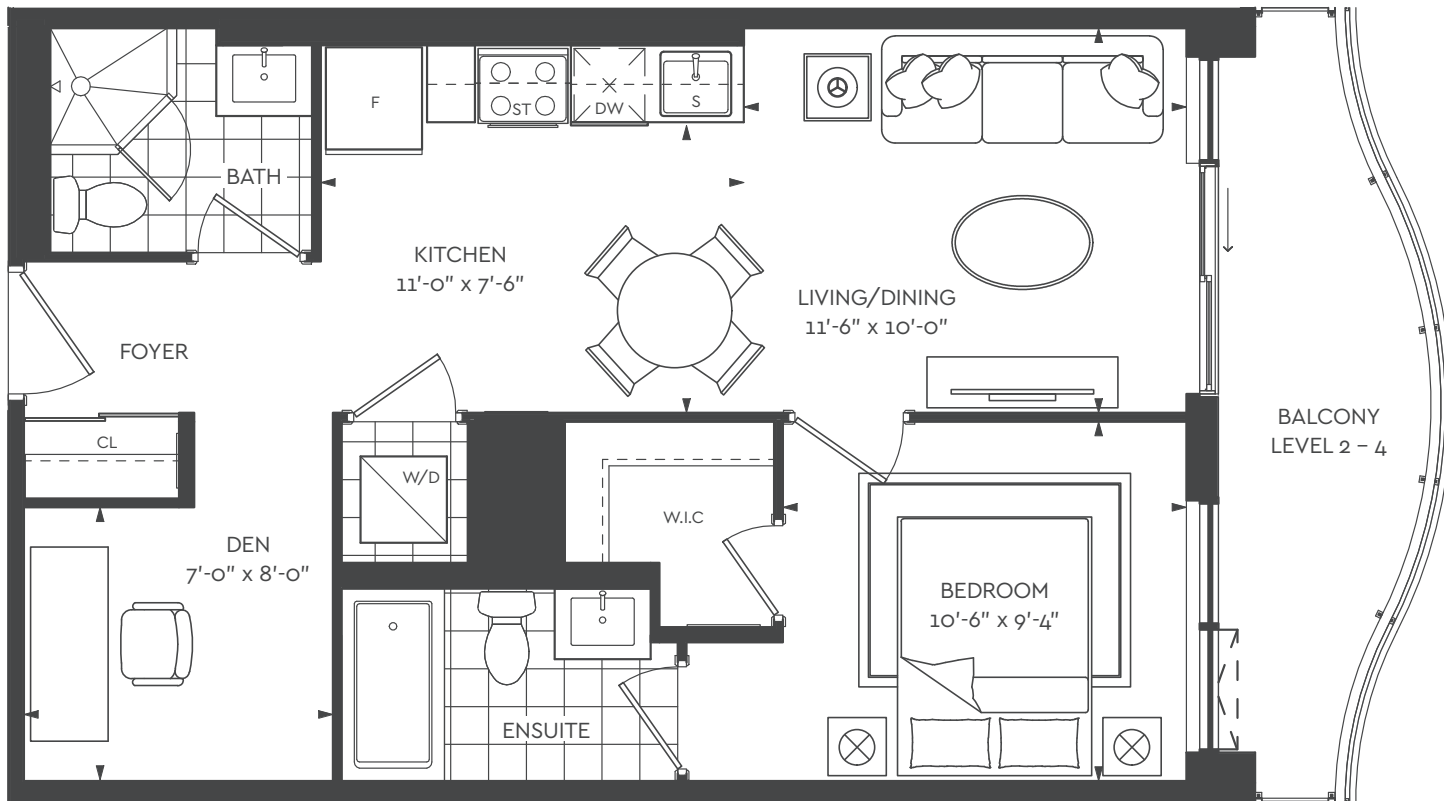 F
ST
DW
S
BATH
KITCHEN
11'-0" x 7'-6"
LIVING/DINING
11'-6" x 10'-0"
FOYER
BALCONY
LEVEL 2 – 4
CL
W/D
W.I.C
DEN
7'-0" x 8'-0"
BEDROOM
10'-6" x 9'-4"
ENSUITE